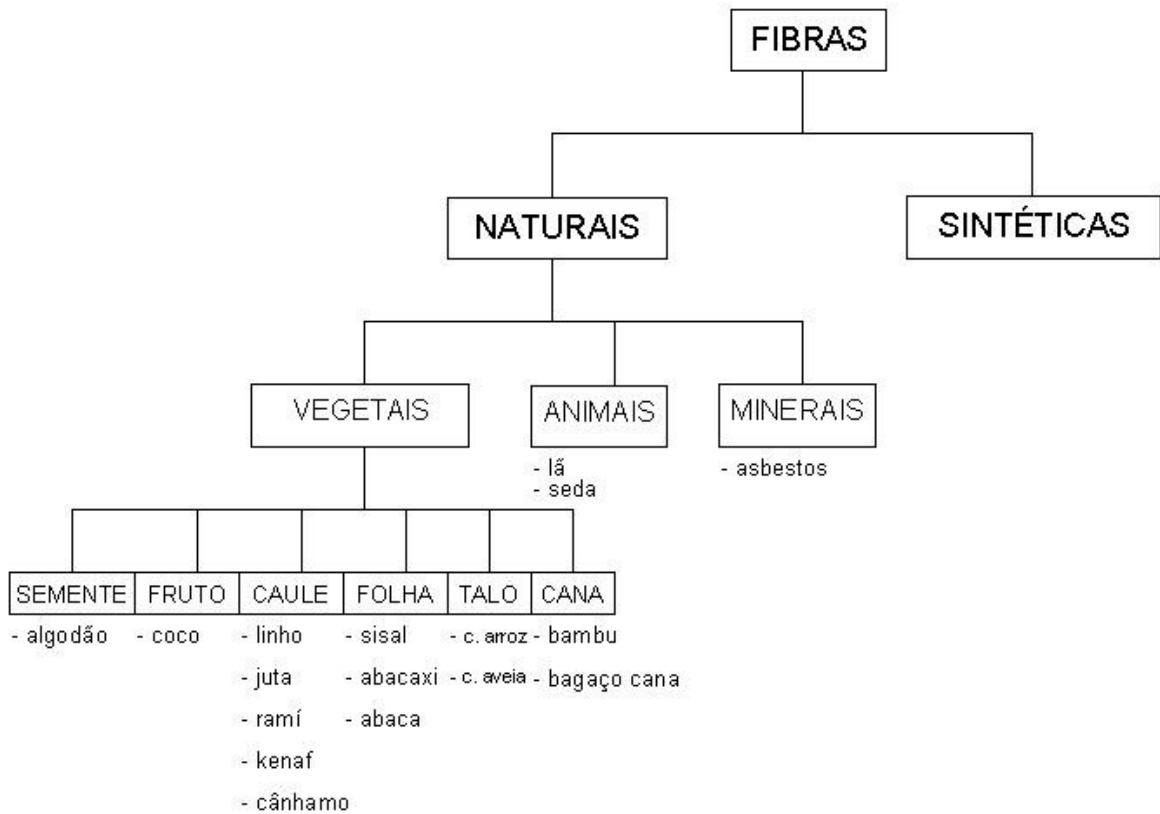 FIBRAS
NATURAIS
SINTÉTICAS
VEGETAIS
ANIMAIS
MINERAIS
- lã
- seda
- asbestos
SEMENTE
FRUTO
CAULE
FOLHA
TALO
CANA
- algodão
- coco
- linho
- juta
- ramí
- kenaf
- cânhamo
- sisal
- abacaxi
- abaca
- c. arroz
- c. aveia
- bambu
- bagaço cana